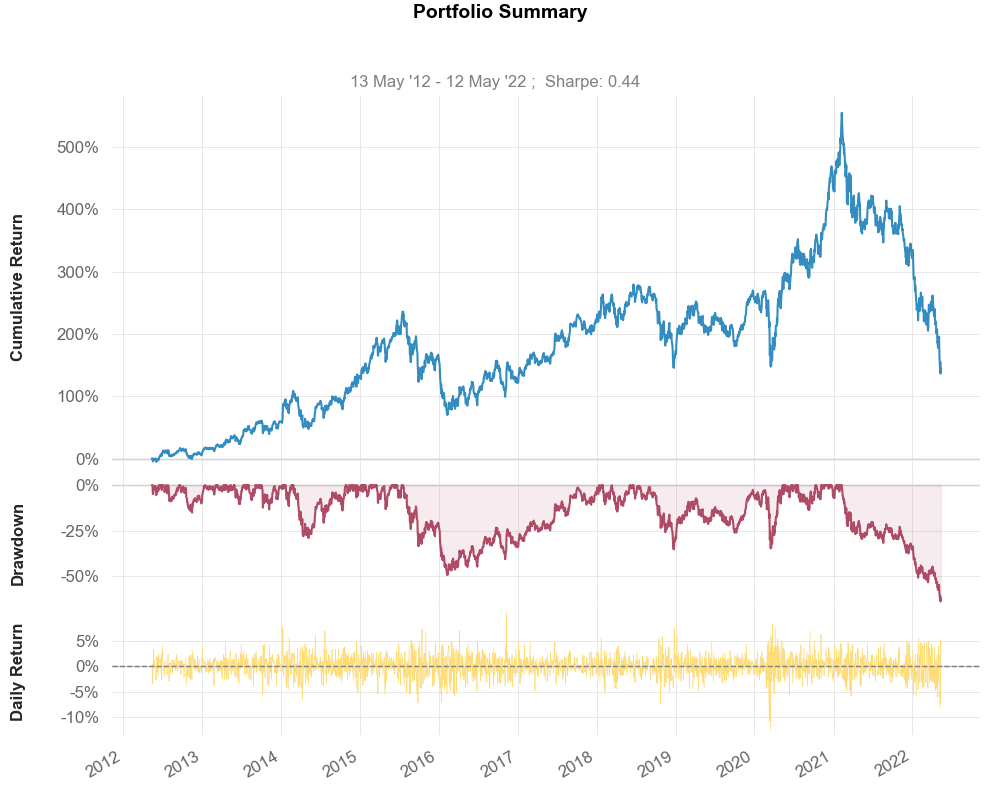 Portfolio Summary
13 May '12 - 12 May '22 ;  Sharpe: 0.44
Cumulative Return
500%
400%
300%
200%
100%
0%
Drawdown
0%
-25%
-50%
Daily Return
5%
0%
-5%
-10%
2012 2013 2014 2015 2016 2017 2018 2019 2020 2021 2022